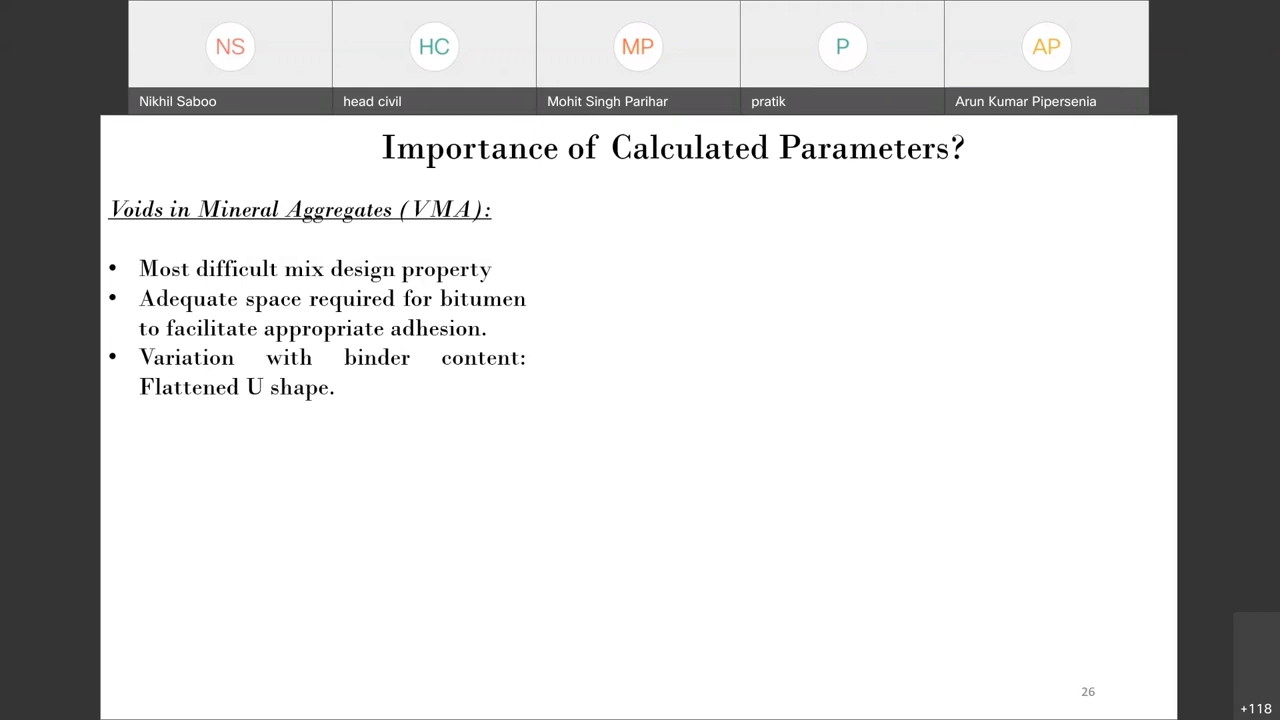 NS
HC
MP
P
AP
Nikhil Saboo
head civil
Mohit Singh Parihar
pratik
Arun Kumar Pipersenia
Importance of Calculated Parameters?
Voids in Mineral Aggregates (VMA):
• Most difficult mix design property
• Adequate space required for bitumen
to facilitate appropriate adhesion.
• Variation with binder content:
Flattened U shape.
26
+118